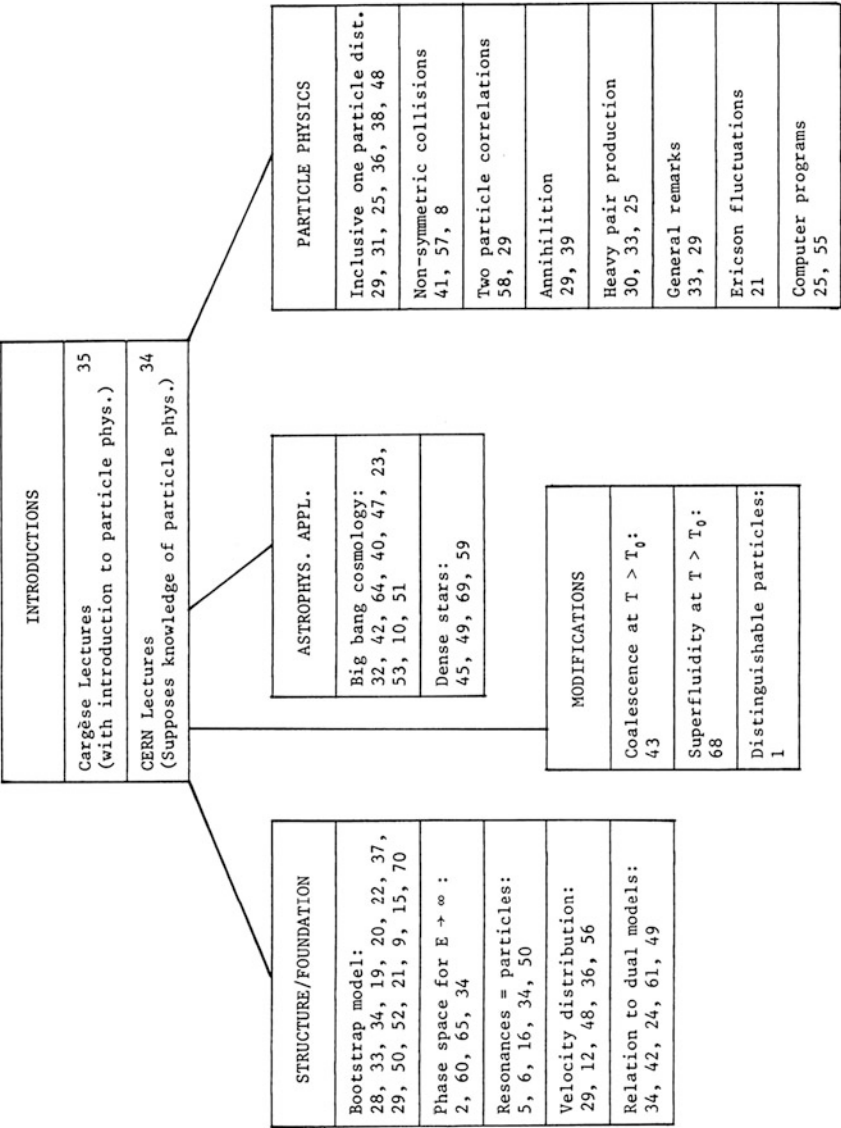 INTRODUCTIONS
Cargèse Lectures 35
(with introduction to particle phys.)
CERN Lectures 34
(Supposes knowledge of particle phys.)
STRUCTURE/FOUNDATION
Bootstrap model:
28, 33, 34, 19, 20, 22, 37,
29, 50, 52, 21, 9, 15, 70
Phase space for E → ∞ :
2, 60, 65, 34
Resonances = particles:
5, 6, 16, 34, 50
Velocity distribution:
29, 12, 48, 36, 56
Relation to dual models:
34, 42, 24, 61, 49
ASTROPHYS. APPL.
Big bang cosmology:
32, 42, 64, 40, 47, 23,
53, 10, 51
Dense stars:
45, 49, 69, 59
MODIFICATIONS
Coalescence at T > T₀:
43
Superfluidity at T > T₀:
68
Distinguishable particles:
1
PARTICLE PHYSICS
Inclusive one particle dist.
29, 31, 25, 36, 38, 48
Non-symmetric collisions
41, 57, 8
Two particle correlations
58, 29
Annihilition
29, 39
Heavy pair production
30, 33, 25
General remarks
33, 29
Ericson fluctuations
21
Computer programs
25, 55